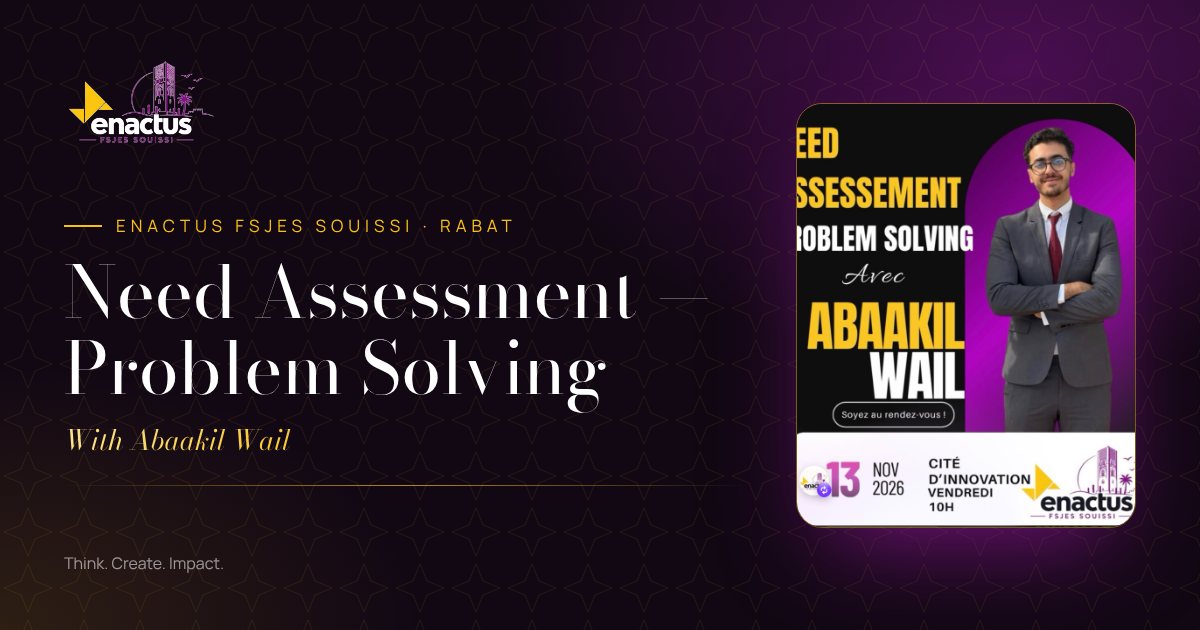 enactus
FSJES SOUISSI
ENACTUS FSJES SOUISSI · RABAT
Need Assessment —
Problem Solving
With Abaakil Wail
Think. Create. Impact.
EED
SSESSEMENT
ROBLEM SOLVING
Avec
ABAAKIL
WAIL
Soyez au rendez-vous !
13
NOV
2026
CITÉ
D'INNOVATION
VENDREDI
10H
enactus
FSJES SOUISSI